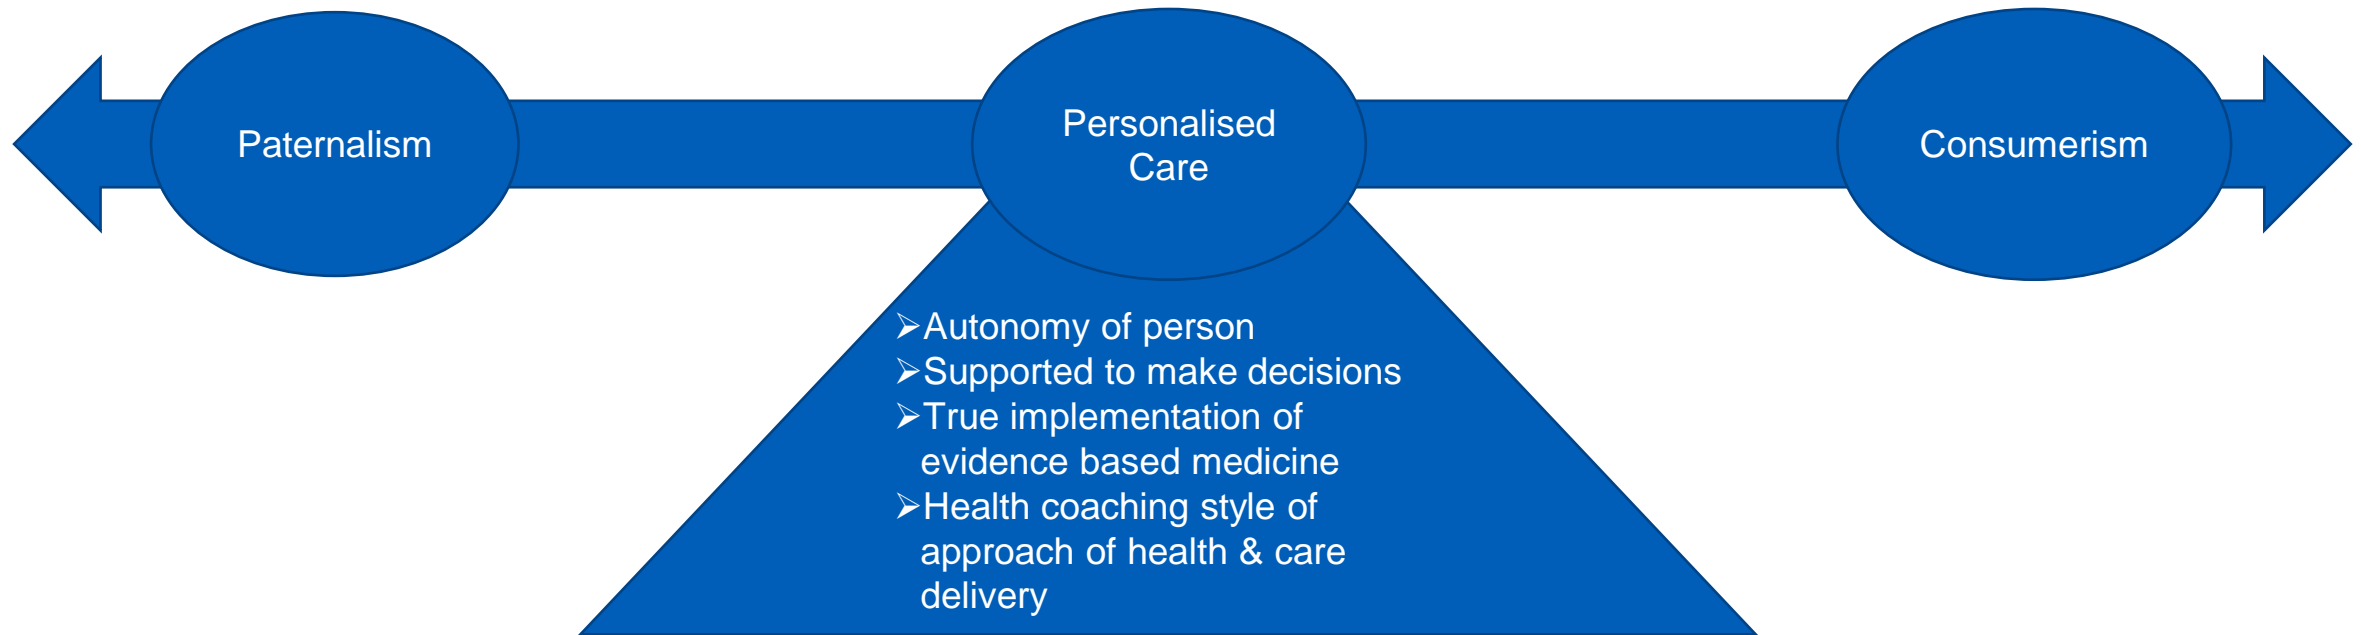 Paternalism
Personalised
Care
Consumerism
➢Autonomy of person
➢Supported to make decisions
➢True implementation of
evidence based medicine
➢Health coaching style of
approach of health & care
delivery